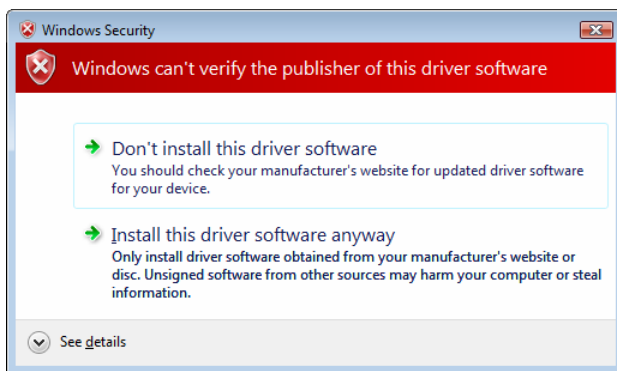 Windows Security
Windows can't verify the publisher of this driver software
Don't install this driver software
You should check your manufacturer's website for updated driver software
for your device.
Install this driver software anyway
Only install driver software obtained from your manufacturer's website or
disc. Unsigned software from other sources may harm your computer or steal
information.
See details